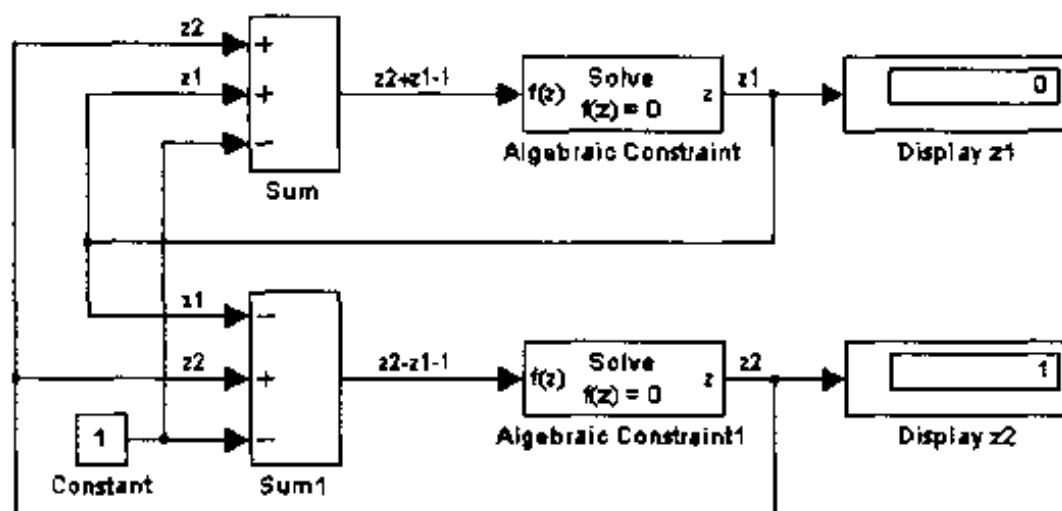 z2
+
z1
+
−
Sum
z2+z1-1
f(z)
Solve
f(z) = 0
z
Algebraic Constraint
z1
0
Display z1
z1
−
z2
+
−
Sum1
1
Constant
z2-z1-1
f(z)
Solve
f(z) = 0
z
Algebraic Constraint1
z2
1
Display z2